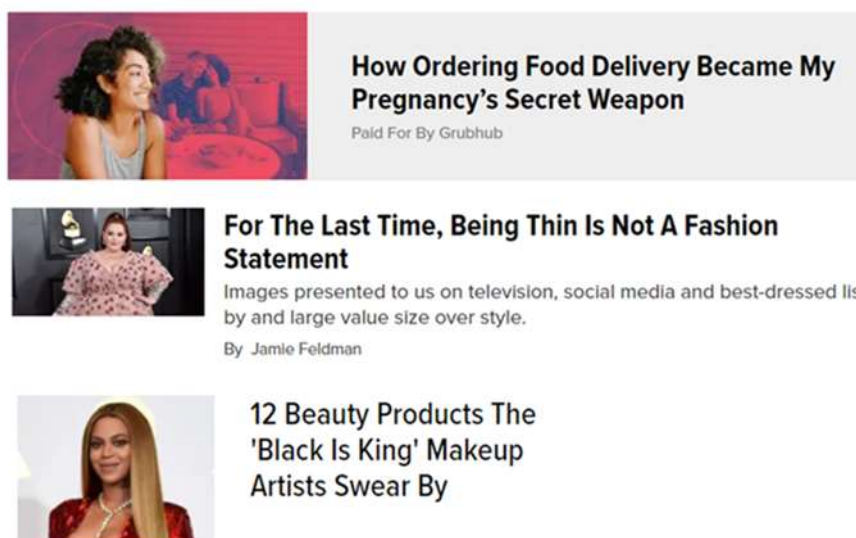 How Ordering Food Delivery Became My
Pregnancy's Secret Weapon
Paid For By Grubhub
For The Last Time, Being Thin Is Not A Fashion
Statement
Images presented to us on television, social media and best-dressed
by and large value size over style.
By Jamie Feldman
12 Beauty Products The
'Black Is King' Makeup
Artists Swear By